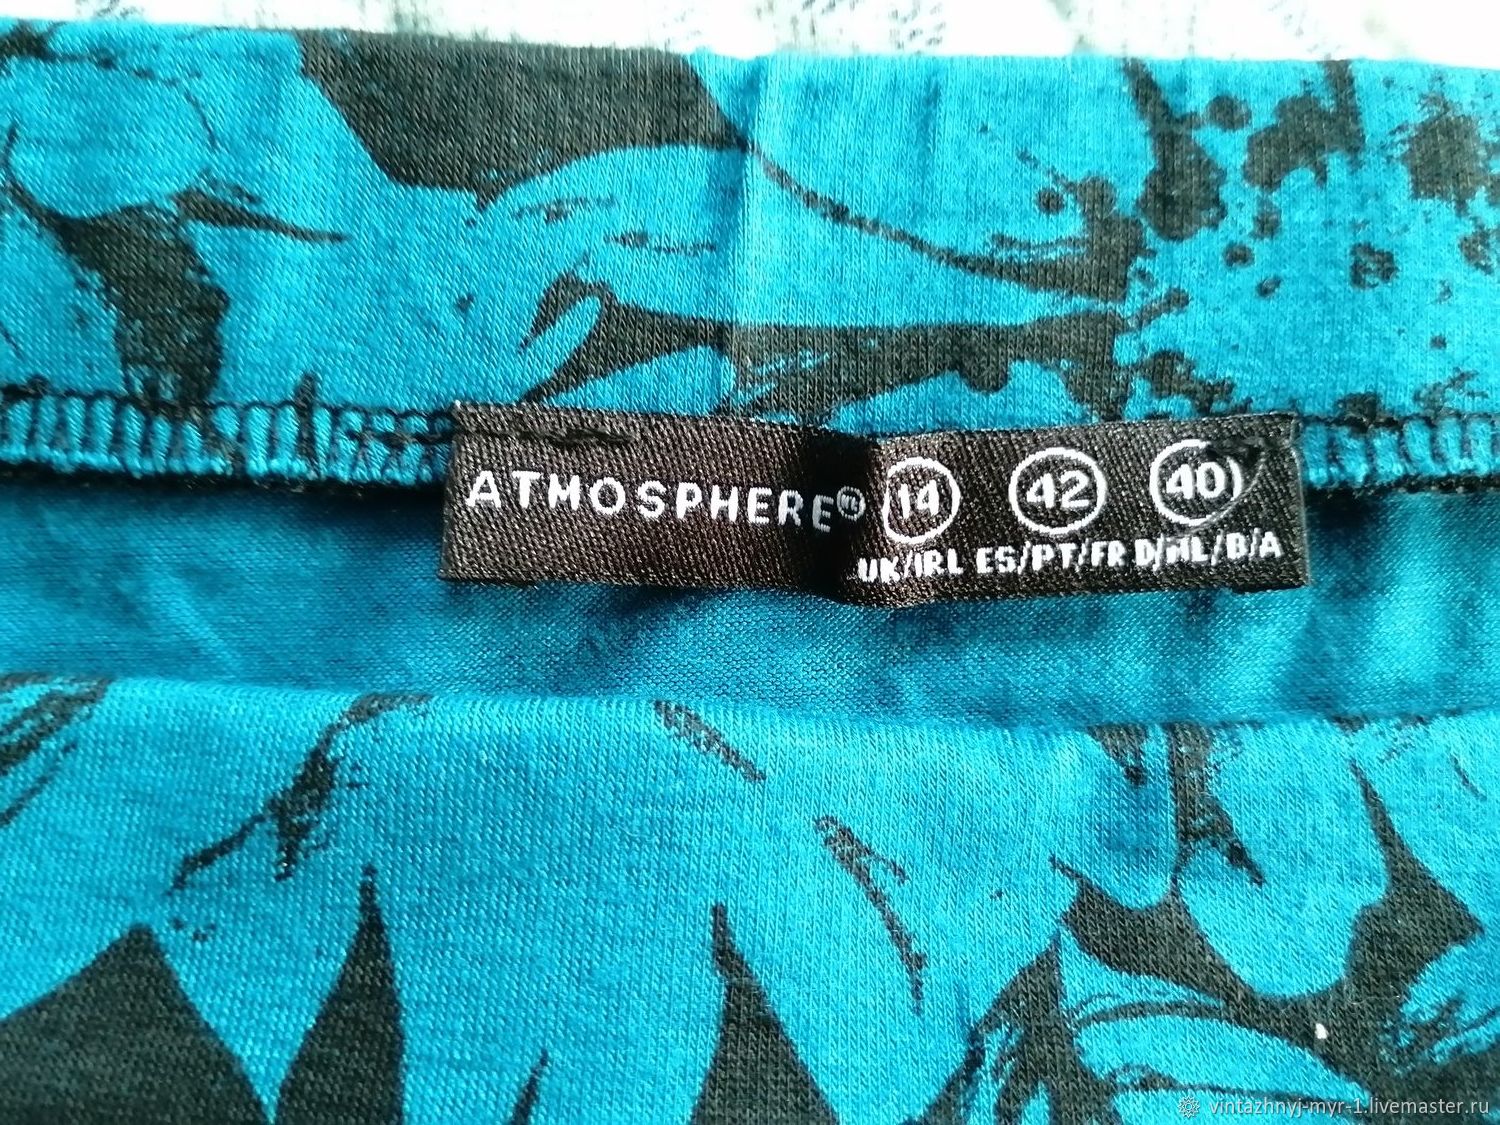 ATMOSPHERE® 14 42 40
UK/IRL ES/PT/FR D/NL/B/A
vintazhnyj-myr-1.livemaster.ru